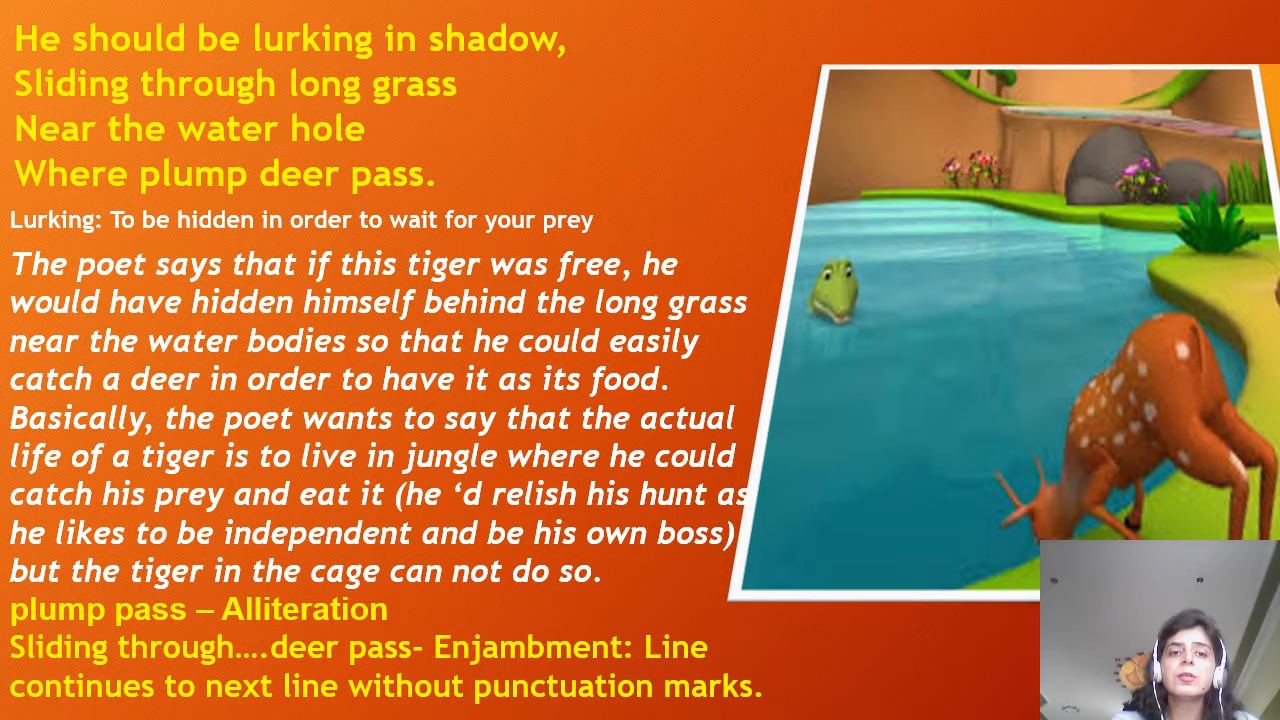 He should be lurking in shadow,
Sliding through long grass
Near the water hole
Where plump deer pass.
Lurking: To be hidden in order to wait for your prey
The poet says that if this tiger was free, he
would have hidden himself behind the long grass
near the water bodies so that he could easily
catch a deer in order to have it as its food.
Basically, the poet wants to say that the actual
life of a tiger is to live in jungle where he could
catch his prey and eat it (he ‘d relish his hunt as
he likes to be independent and be his own boss)
but the tiger in the cage can not do so.
plump pass – Alliteration
Sliding through….deer pass- Enjambment: Line
continues to next line without punctuation marks.